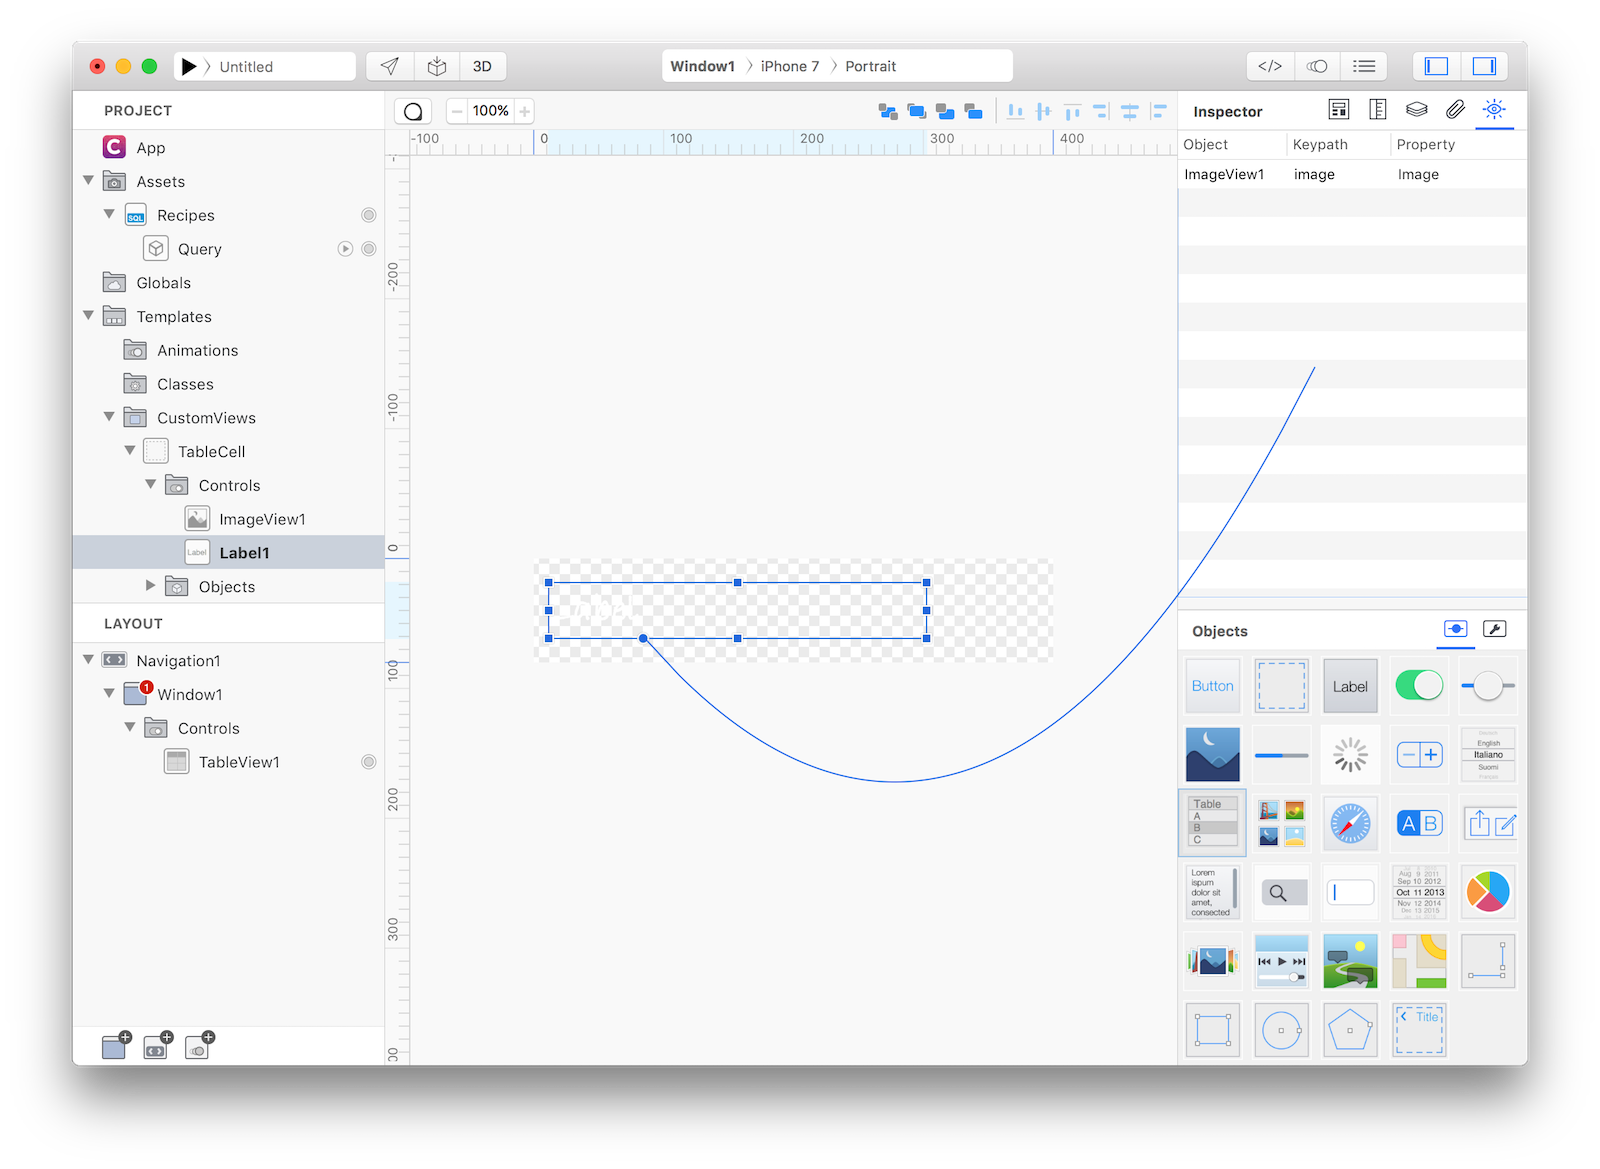 Untitled
3D
Window1 > iPhone 7 > Portrait
</>
PROJECT
100%
Inspector
-100 0 100 200 300 400
Object Keypath Property
ImageView1 image Image
App
Assets
Recipes
SQL
Query
Globals
Templates
Animations
Classes
CustomViews
TableCell
Controls
ImageView1
Label Label1
Objects
-200
-100
0
100
200
300
LAYOUT
Navigation1
1 Window1
Controls
TableView1
Objects
Button
Label
English
Italiano
Suomi
Table
A
B
C
A B
Lorem
ispum
dolor sit
amet,
consected
Aug 9 2011
Sep 10 2012
Oct 11 2013
Nov 12 2014
Dec 13 2015
Title